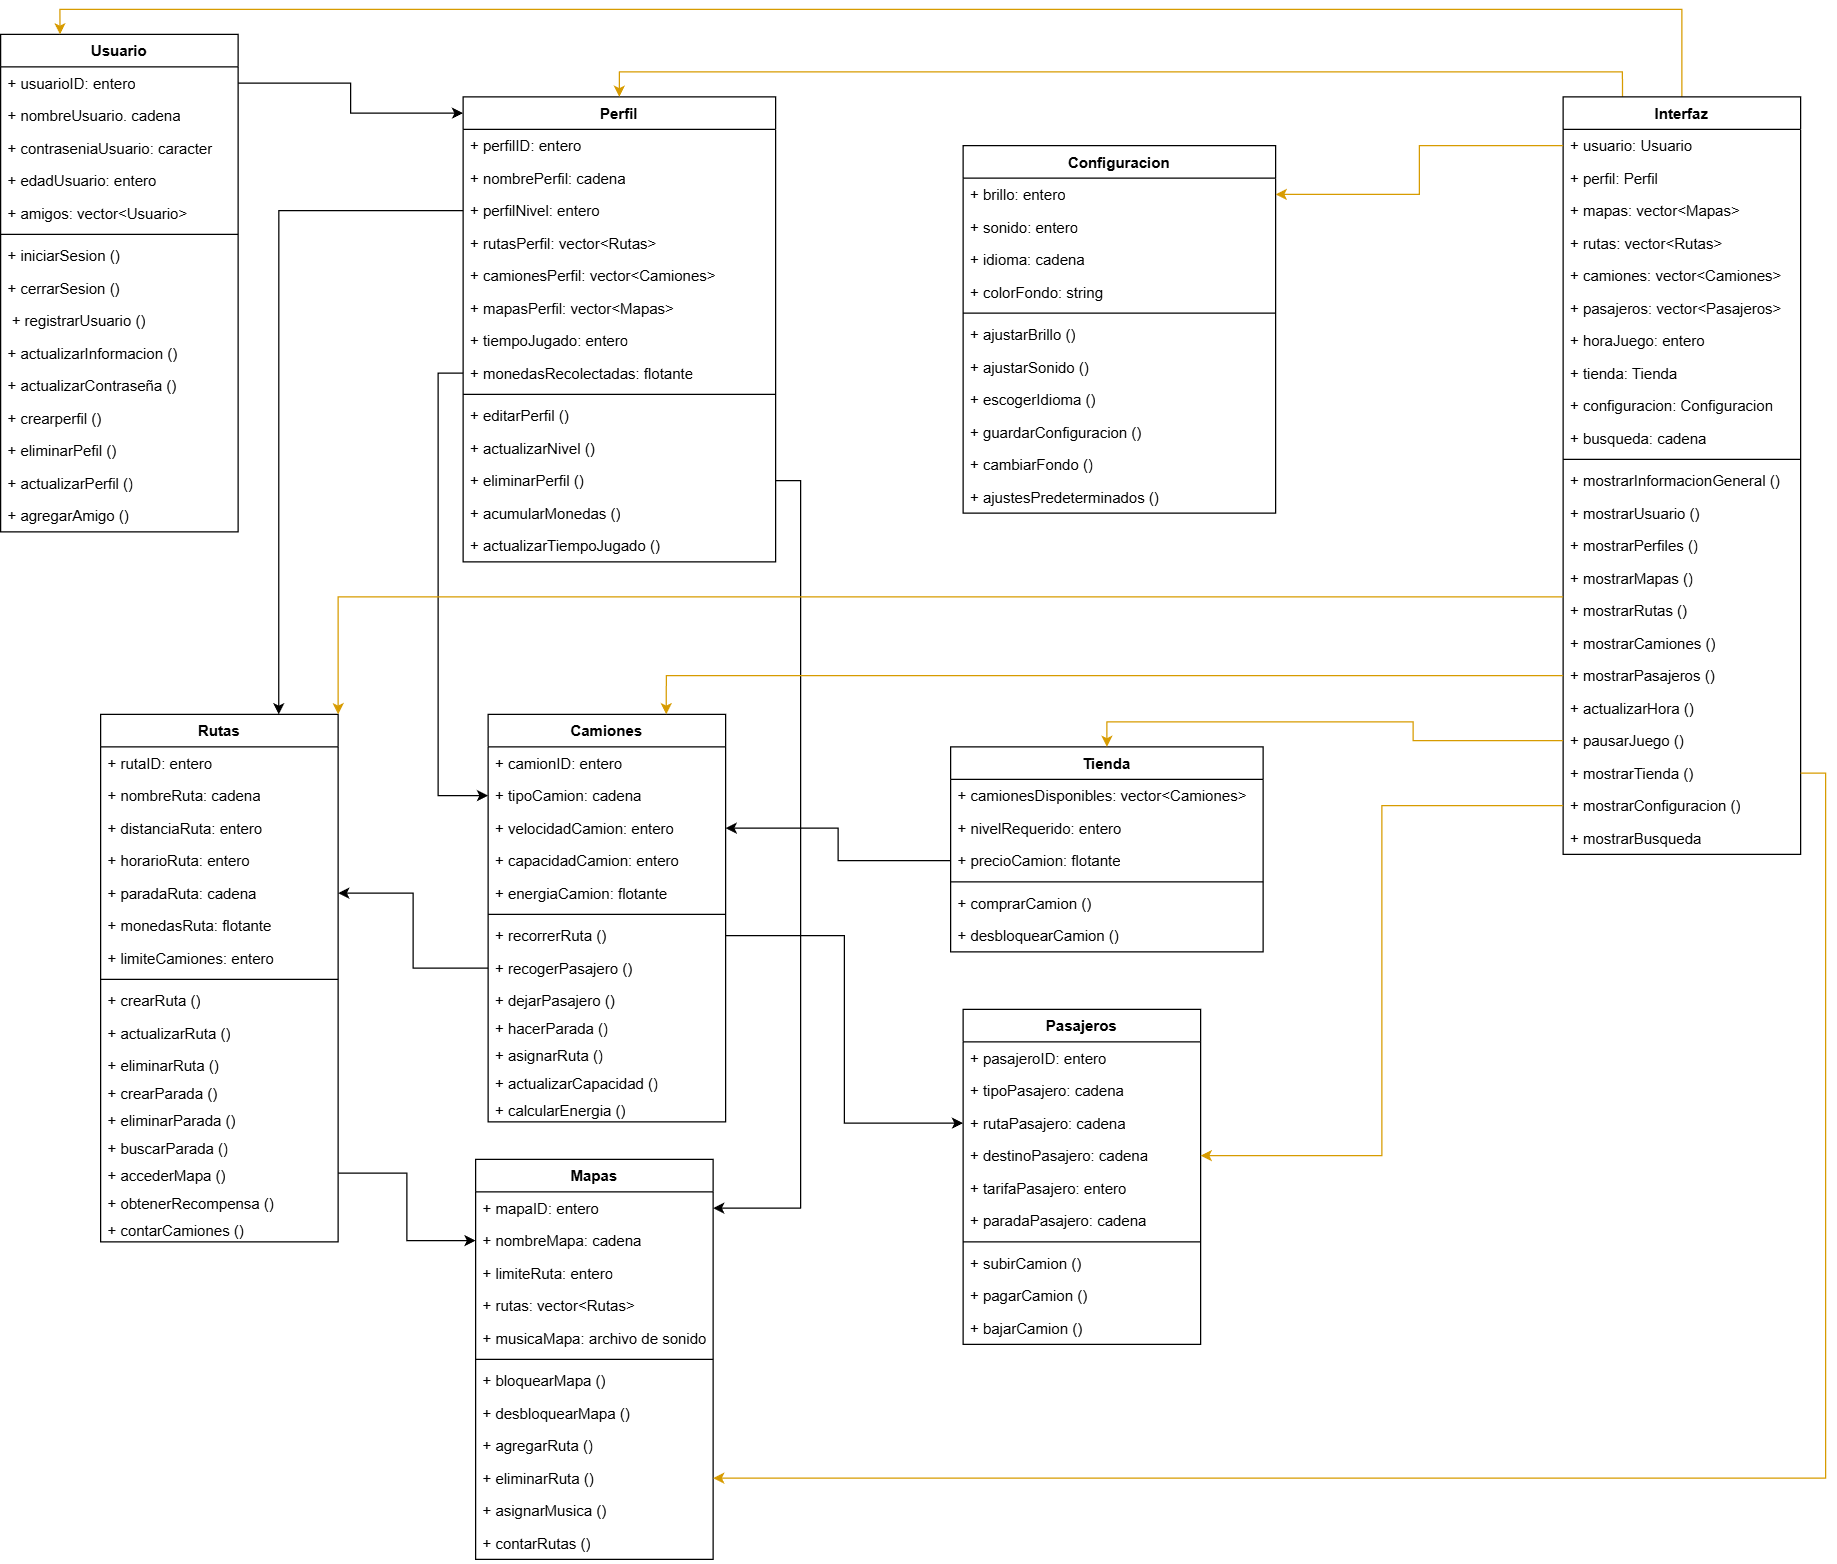 Usuario
+ usuarioID: entero
+ nombreUsuario. cadena
+ contraseniaUsuario: caracter
+ edadUsuario: entero
+ amigos: vector<Usuario>
+ iniciarSesion ()
+ cerrarSesion ()
+ registrarUsuario ()
+ actualizarInformacion ()
+ actualizarContraseña ()
+ crearperfil ()
+ eliminarPefil ()
+ actualizarPerfil ()
+ agregarAmigo ()
Perfil
+ perfilID: entero
+ nombrePerfil: cadena
+ perfilNivel: entero
+ rutasPerfil: vector<Rutas>
+ camionesPerfil: vector<Camiones>
+ mapasPerfil: vector<Mapas>
+ tiempoJugado: entero
+ monedasRecolectadas: flotante
+ editarPerfil ()
+ actualizarNivel ()
+ eliminarPerfil ()
+ acumularMonedas ()
+ actualizarTiempoJugado ()
Configuracion
+ brillo: entero
+ sonido: entero
+ idioma: cadena
+ colorFondo: string
+ ajustarBrillo ()
+ ajustarSonido ()
+ escogerIdioma ()
+ guardarConfiguracion ()
+ cambiarFondo ()
+ ajustesPredeterminados ()
Interfaz
+ usuario: Usuario
+ perfil: Perfil
+ mapas: vector<Mapas>
+ rutas: vector<Rutas>
+ camiones: vector<Camiones>
+ pasajeros: vector<Pasajeros>
+ horaJuego: entero
+ tienda: Tienda
+ configuracion: Configuracion
+ busqueda: cadena
+ mostrarInformacionGeneral ()
+ mostrarUsuario ()
+ mostrarPerfiles ()
+ mostrarMapas ()
+ mostrarRutas ()
+ mostrarCamiones ()
+ mostrarPasajeros ()
+ actualizarHora ()
+ pausarJuego ()
+ mostrarTienda ()
+ mostrarConfiguracion ()
+ mostrarBusqueda
Rutas
+ rutaID: entero
+ nombreRuta: cadena
+ distanciaRuta: entero
+ horarioRuta: entero
+ paradaRuta: cadena
+ monedasRuta: flotante
+ limiteCamiones: entero
+ crearRuta ()
+ actualizarRuta ()
+ eliminarRuta ()
+ crearParada ()
+ eliminarParada ()
+ buscarParada ()
+ accederMapa ()
+ obtenerRecompensa ()
+ contarCamiones ()
Camiones
+ camionID: entero
+ tipoCamion: cadena
+ velocidadCamion: entero
+ capacidadCamion: entero
+ energiaCamion: flotante
+ recorrerRuta ()
+ recogerPasajero ()
+ dejarPasajero ()
+ hacerParada ()
+ asignarRuta ()
+ actualizarCapacidad ()
+ calcularEnergia ()
Tienda
+ camionesDisponibles: vector<Camiones>
+ nivelRequerido: entero
+ precioCamion: flotante
+ comprarCamion ()
+ desbloquearCamion ()
Pasajeros
+ pasajeroID: entero
+ tipoPasajero: cadena
+ rutaPasajero: cadena
+ destinoPasajero: cadena
+ tarifaPasajero: entero
+ paradaPasajero: cadena
+ subirCamion ()
+ pagarCamion ()
+ bajarCamion ()
Mapas
+ mapaID: entero
+ nombreMapa: cadena
+ limiteRuta: entero
+ rutas: vector<Rutas>
+ musicaMapa: archivo de sonido
+ bloquearMapa ()
+ desbloquearMapa ()
+ agregarRuta ()
+ eliminarRuta ()
+ asignarMusica ()
+ contarRutas ()